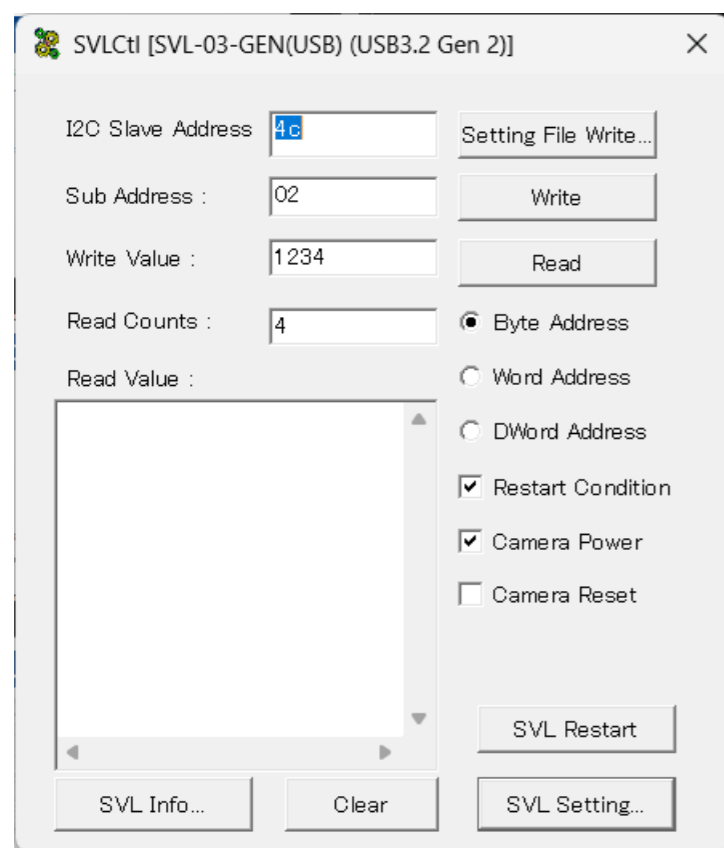 SVLCtl [SVL-03-GEN(USB) (USB3.2 Gen 2)]
I2C Slave Address 4c Setting File Write...
Sub Address : 02 Write
Write Value : 1234 Read
Read Counts : 4 Byte Address
Read Value : Word Address
DWord Address
Restart Condition
Camera Power
Camera Reset
SVL Restart
SVL Info... Clear SVL Setting...